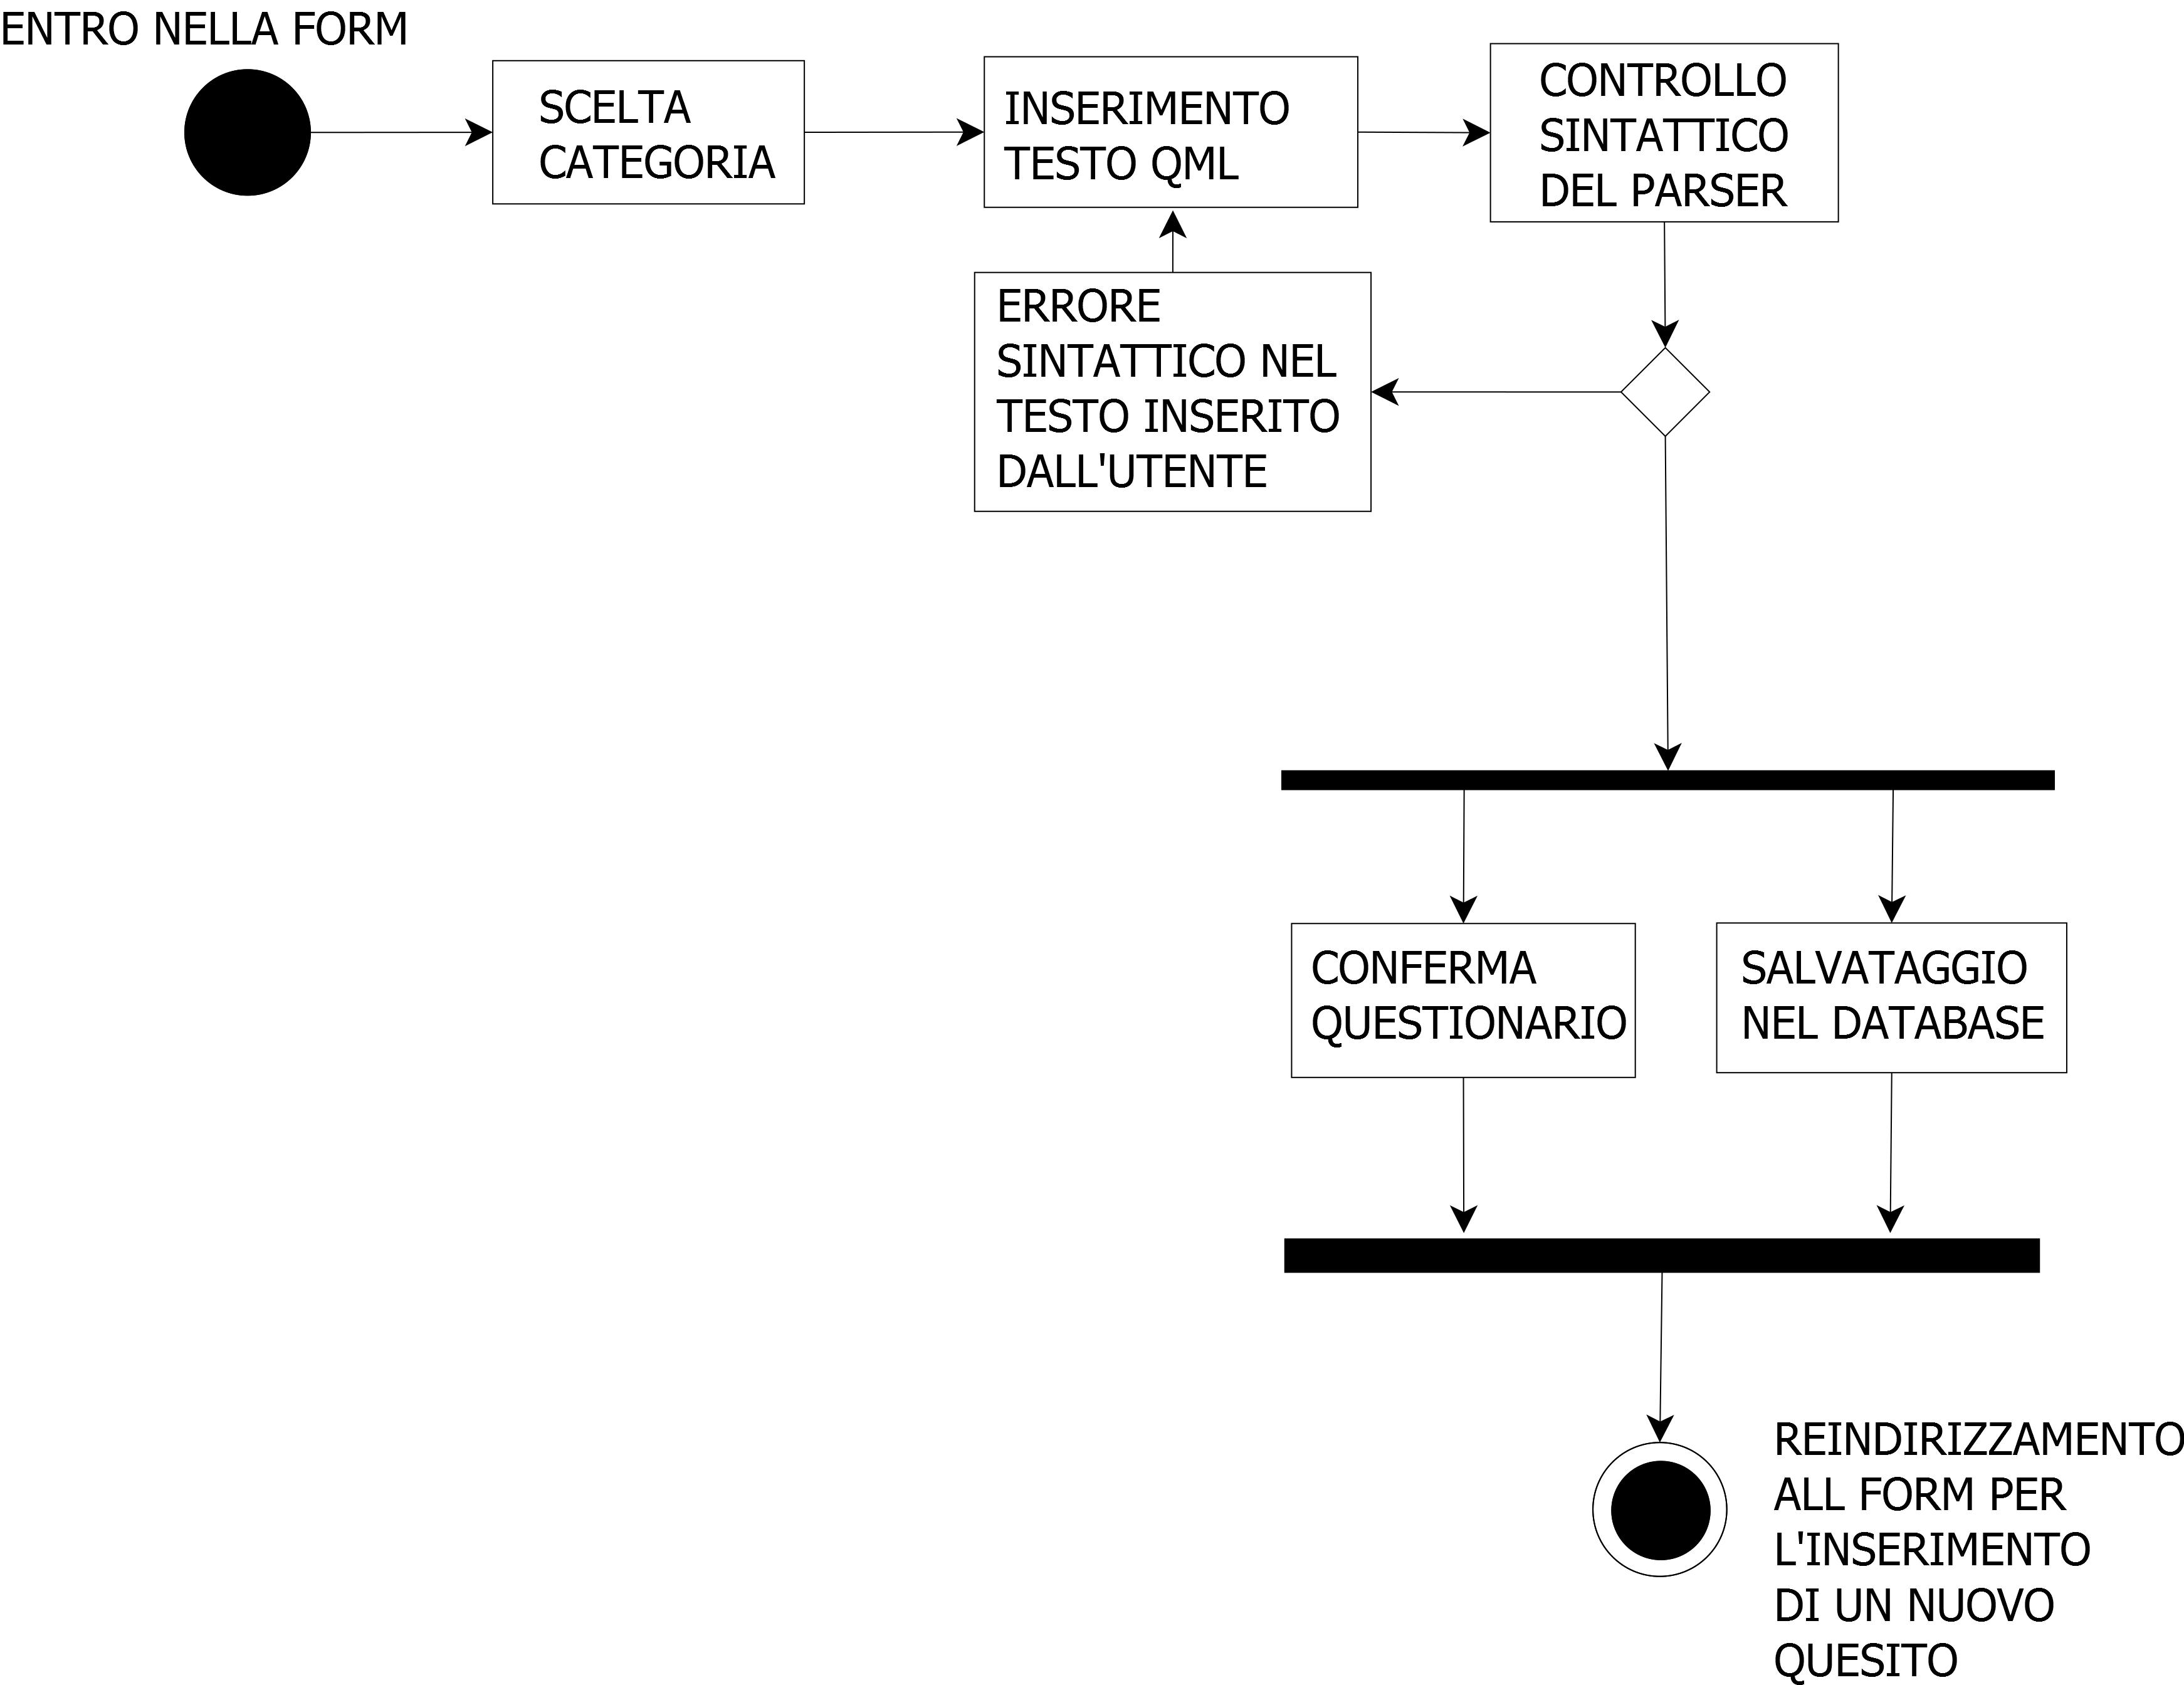 ENTRO NELLA FORM
SCELTA
CATEGORIA
INSERIMENTO
TESTO QML
CONTROLLO
SINTATTICO
DEL PARSER
ERRORE
SINTATTICO NEL
TESTO INSERITO
DALL'UTENTE
CONFERMA
QUESTIONARIO
SALVATAGGIO
NEL DATABASE
REINDIRIZZAMENTO
ALL FORM PER
L'INSERIMENTO
DI UN NUOVO
QUESITO